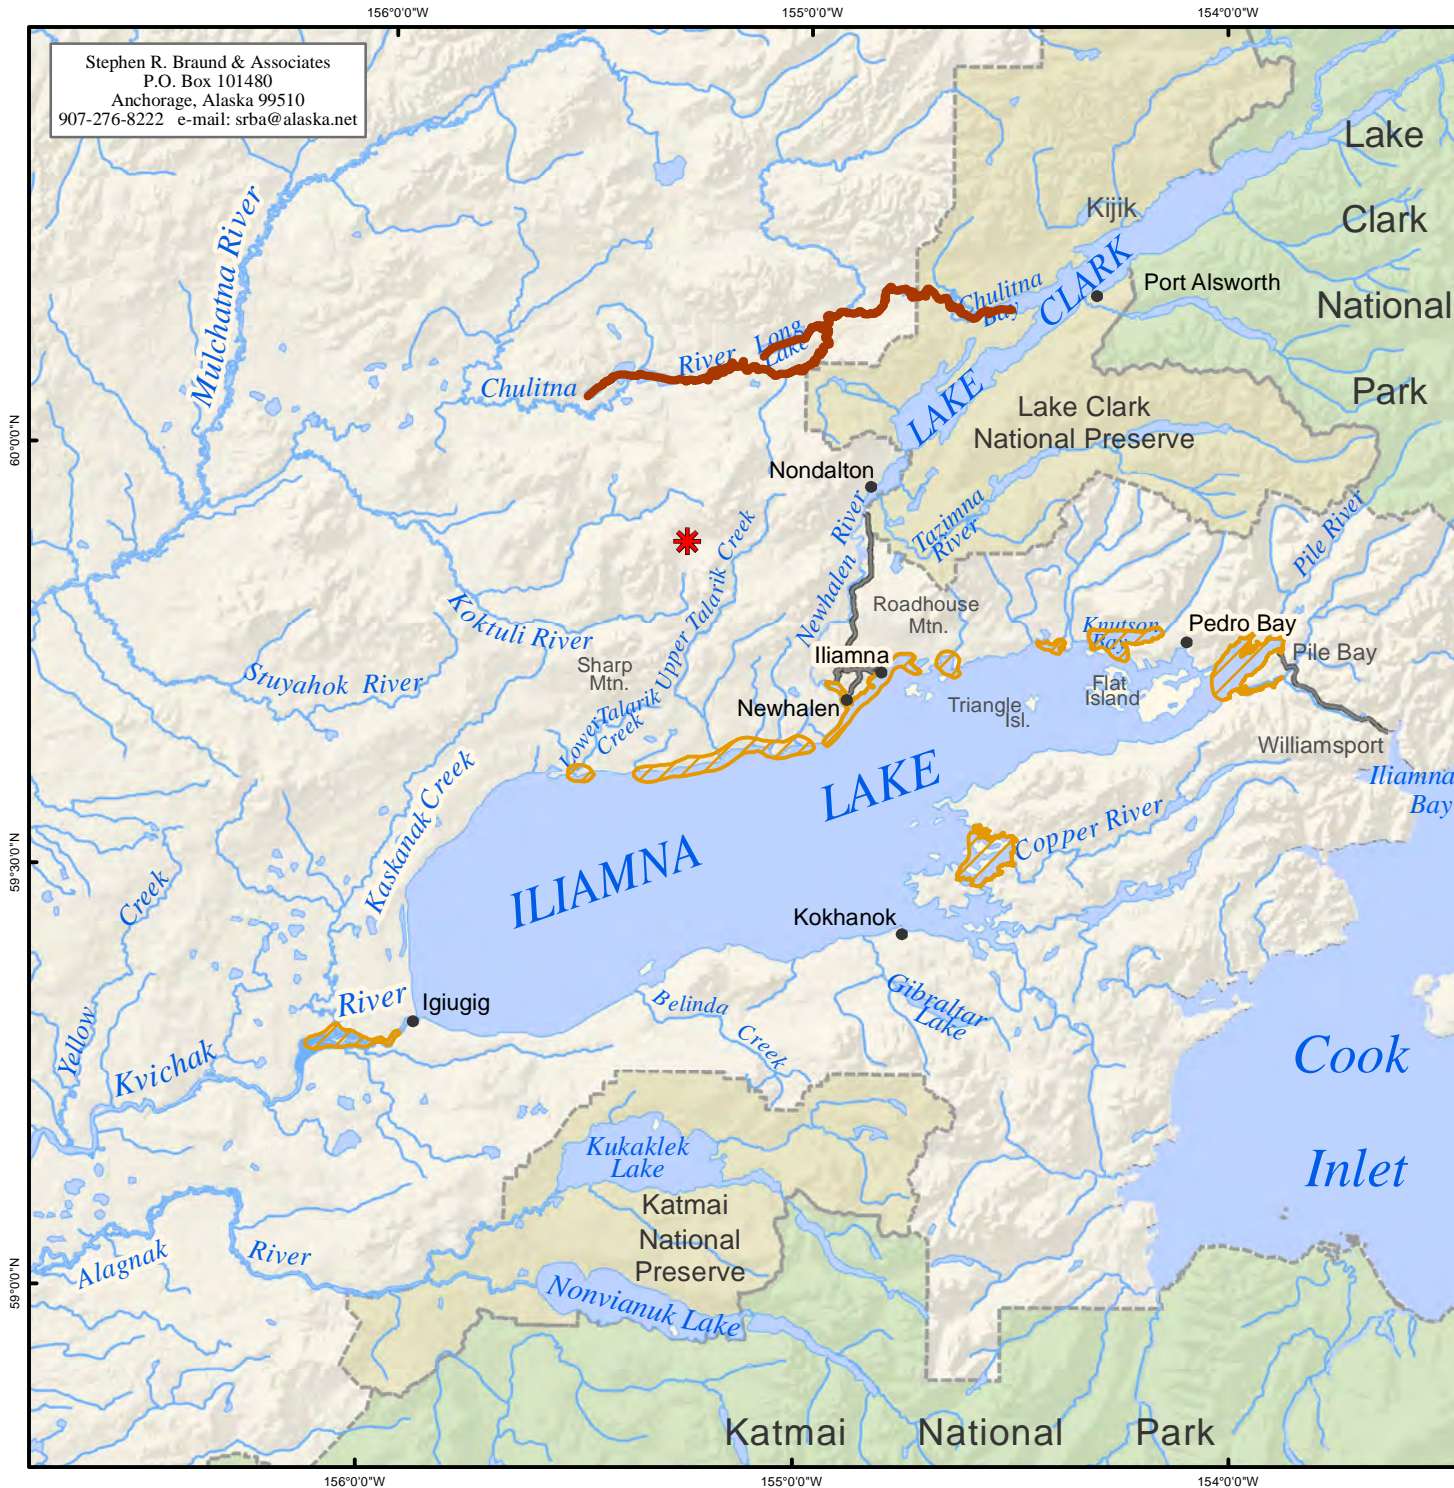 156°0'0"W
155°0'0"W
154°0'0"W
Stephen R. Braund & Associates
P.O. Box 101480
Anchorage, Alaska 99510
907-276-8222 e-mail: srba@alaska.net
Lake
Clark
National
Park
Kijik
Mulchatna River
LAKE CLARK
Port Alsworth
Chulitna
Bay
Long
Lake
Chulitna River
Lake Clark
National Preserve
60°0'0"N
Nondalton
Tazimna
River
Pile River
Newhalen River
Upper Talarik Creek
Koktuli River
Roadhouse
Mtn.
Knutson
Bay
Pedro Bay
Pile Bay
Iliamna
Sharp
Mtn.
Stuyahok River
Flat
Island
Newhalen
Triangle
Isl.
Lower Talarik
Creek
Williamsport
Iliamna
Bay
Kaskanak Creek
ILIAMNA LAKE
Copper River
59°30'0"N
Yellow Creek
Kokhanok
Gibraltar
Lake
Belinda Creek
Igiugig
Kvichak River
Cook
Inlet
Kukaklek
Lake
Katmai
National
Preserve
Alagnak River
59°0'0"N
Nonvianuk Lake
Katmai National Park
156°0'0"W
155°0'0"W
154°0'0"W